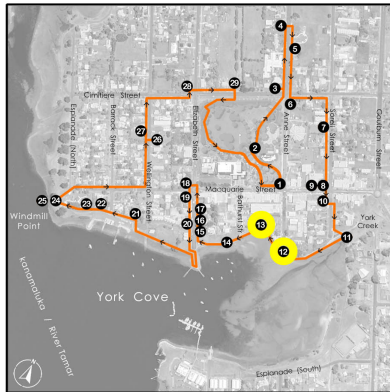 4
5
28
29
3
6
Cimitiere Street
Esplanade (North)
Barrack Street
Wellington Street
Elizabeth Street
Anne Street
Sorell Street
Goulburn Street
7
27
26
2
18
19
Macquarie Street
1
9
8
10
25
24
23
22
21
20
17
16
15
14
Bathurst Str
13
12
11
York
Creek
Windmill
Point
York Cove
kanamaluka / River Tamar
Esplanade (South)